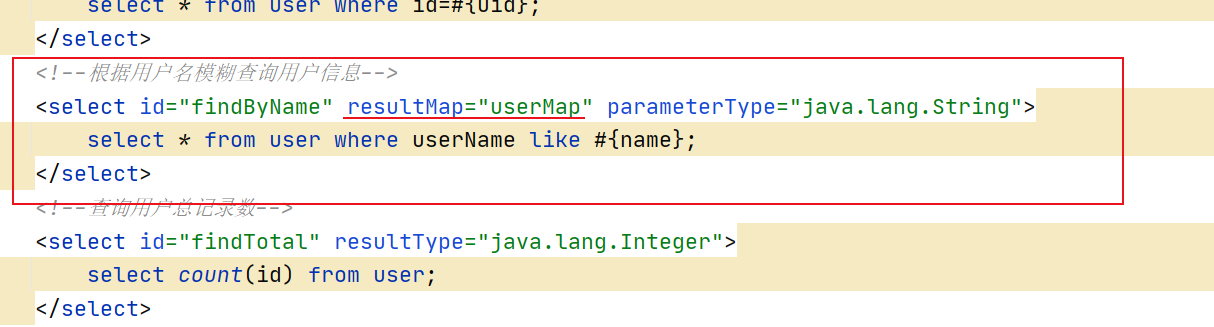 select * from user where id=#{Uid};
</select>
<!--根据用户名模糊查询用户信息-->
<select id="findByName" resultMap="userMap" parameterType="java.lang.String">
select * from user where userName like #{name};
</select>
<!--查询用户总记录数-->
<select id="findTotal" resultType="java.lang.Integer">
select count(id) from user;
</select>